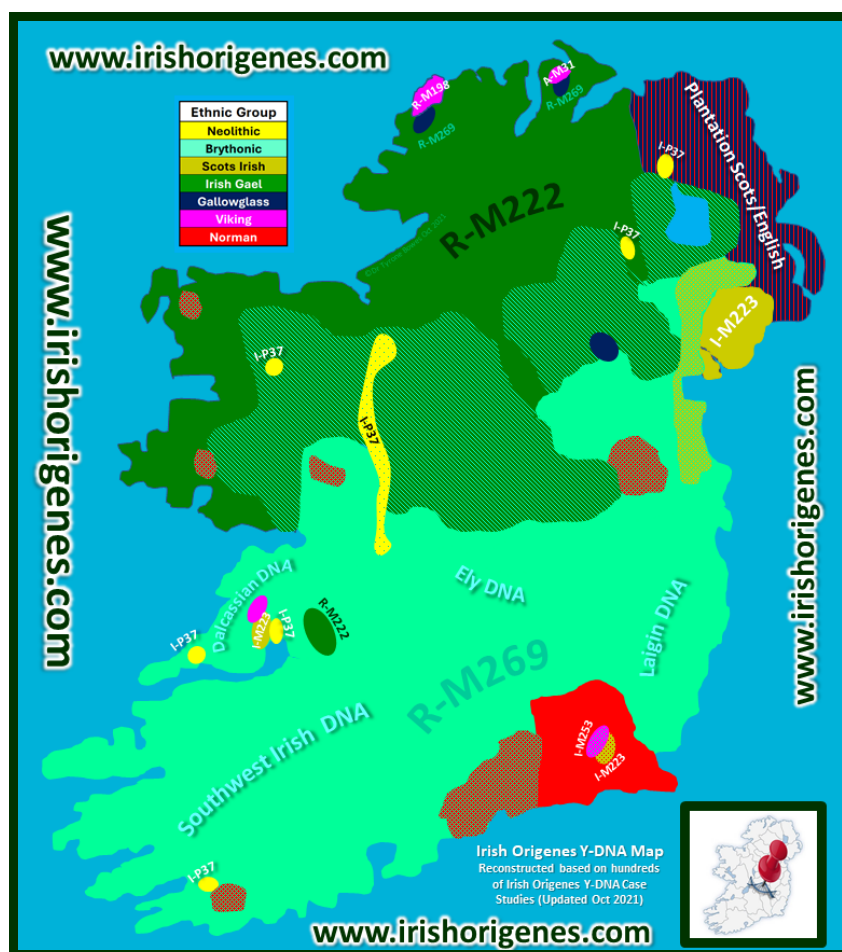 www.irishorigenes.com
Ethnic Group
Neolithic
Brythonic
Scots Irish
Irish Gael
Gallowglass
Viking
Norman
R-M198
R-M269
A-M31
R-M269
Plantation Scots/English
I-P37
R-M222
I-P37
I-M223
I-P37
I-P37
www.irishorigenes.com
www.irishorigenes.com
Dalcassian DNA
Ely DNA
Laigin DNA
I-P37
I-M223
I-P37
R-M222
R-M269
Southwest Irish DNA
I-M253
I-M223
I-P37
Irish Origenes Y-DNA Map
Reconstructed based on hundreds
of Irish Origenes Y-DNA Case
Studies (Updated Oct 2021)
www.irishorigenes.com